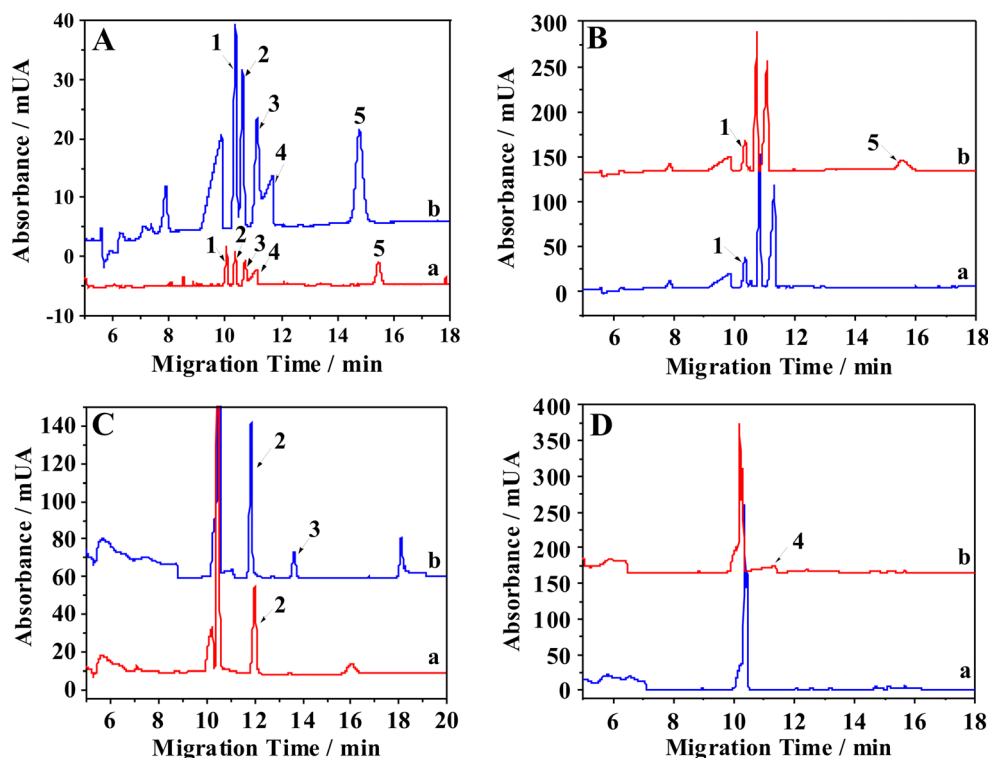 A
Absorbance / mUA
40
30
20
10
0
-10
1
2
3
4
5
b
1
2
3
4
5
a
6 8 10 12 14 16 18
Migration Time / min
B
Absorbance / mUA
300
250
200
150
100
50
0
1
5
b
1
a
6 8 10 12 14 16 18
Migration Time / min
C
Absorbance / mUA
140
120
100
80
60
40
20
0
2
3
b
2
a
6 8 10 12 14 16 18 20
Migration Time / min
D
Absorbance / mUA
400
350
300
250
200
150
100
50
0
4
b
a
6 8 10 12 14 16 18
Migration Time / min